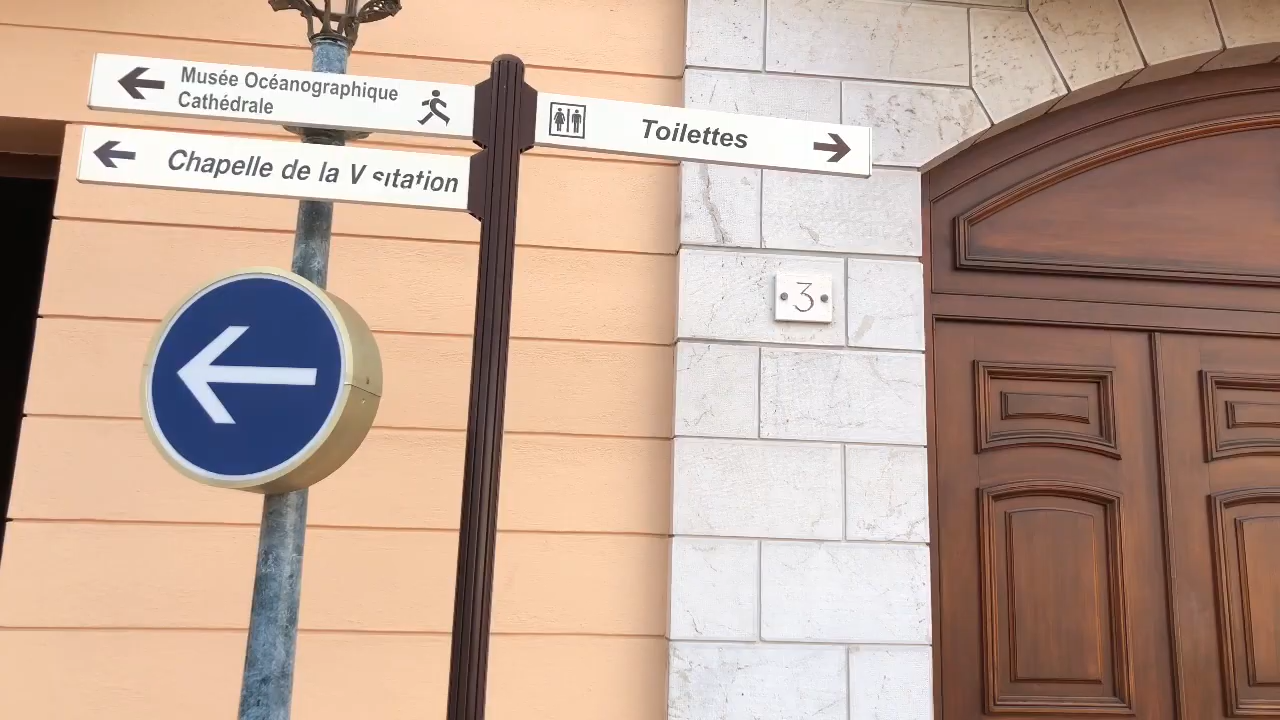 Musée Océanographique
Cathédrale
Chapelle de la V sitation
Toilettes
3